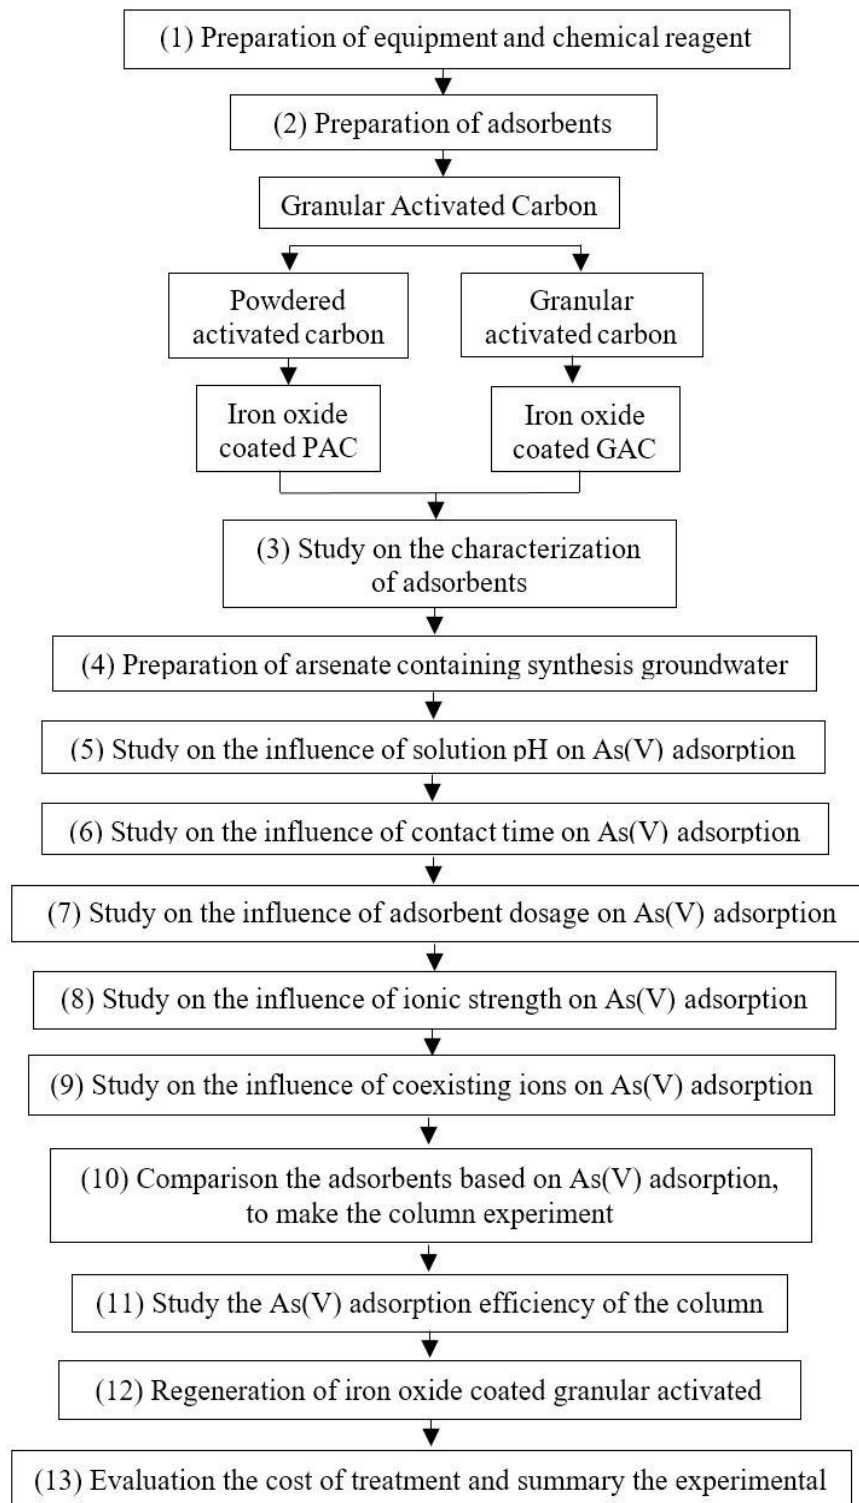 (1) Preparation of equipment and chemical reagent
(2) Preparation of adsorbents
Granular Activated Carbon
Powdered
activated carbon
Granular
activated carbon
Iron oxide
coated PAC
Iron oxide
coated GAC
(3) Study on the characterization
of adsorbents
(4) Preparation of arsenate containing synthesis groundwater
(5) Study on the influence of solution pH on As(V) adsorption
(6) Study on the influence of contact time on As(V) adsorption
(7) Study on the influence of adsorbent dosage on As(V) adsorption
(8) Study on the influence of ionic strength on As(V) adsorption
(9) Study on the influence of coexisting ions on As(V) adsorption
(10) Comparison the adsorbents based on As(V) adsorption,
to make the column experiment
(11) Study the As(V) adsorption efficiency of the column
(12) Regeneration of iron oxide coated granular activated
(13) Evaluation the cost of treatment and summary the experimental